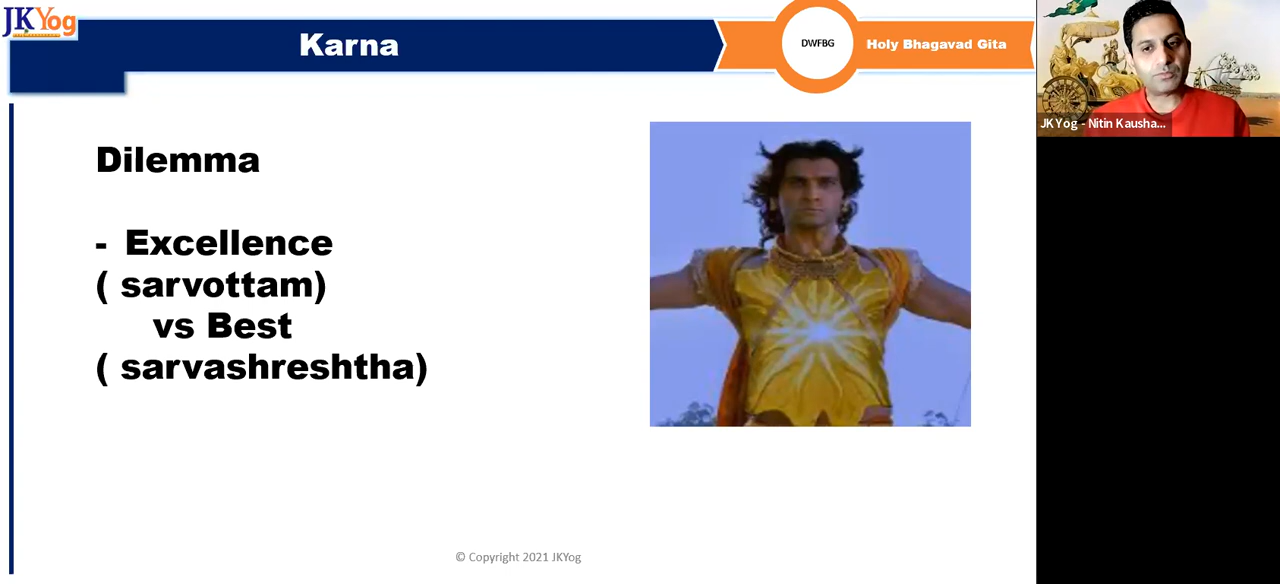 JKYog
Karna
DWFBG
Holy Bhagavad Gita
JKYog - Nitin Kausha...
Dilemma
- Excellence
( sarvottam)
vs Best
( sarvashreshtha)
© Copyright 2021 JKYog